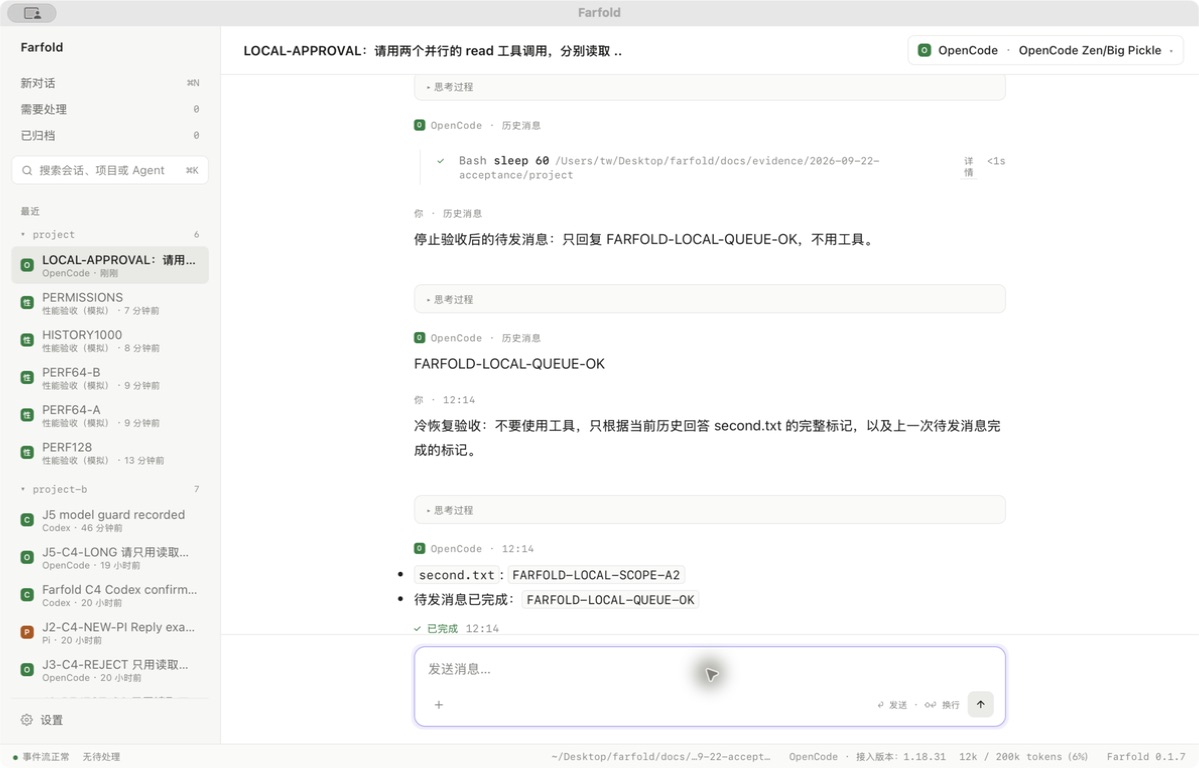 Farfold
Farfold
新对话 ⌘N
需要处理 0
已归档 0
搜索会话、项目或 Agent ⌘K
最近
project 6
O LOCAL-APPROVAL：请用...
OpenCode · 刚刚
性 PERMISSIONS
性能验收（模拟） · 7 分钟前
性 HISTORY1000
性能验收（模拟） · 8 分钟前
性 PERF64-B
性能验收（模拟） · 9 分钟前
性 PERF64-A
性能验收（模拟） · 9 分钟前
性 PERF128
性能验收（模拟） · 13 分钟前
project-b 7
C J5 model guard recorded
Codex · 46 分钟前
O J5-C4-LONG 请只用读取...
OpenCode · 19 小时前
C Farfold C4 Codex confirm...
Codex · 20 小时前
P J2-C4-NEW-PI Reply exa...
Pi · 20 小时前
O J3-C4-REJECT 只用读取...
OpenCode · 20 小时前
设置
LOCAL-APPROVAL：请用两个并行的 read 工具调用，分别读取 ..
O OpenCode · OpenCode Zen/Big Pickle
思考过程
O OpenCode · 历史消息
✓ Bash sleep 60 /Users/tw/Desktop/farfold/docs/evidence/2026-09-22-
acceptance/project
详
情
<1s
你 · 历史消息
停止验收后的待发消息：只回复 FARFOLD-LOCAL-QUEUE-OK，不用工具。
思考过程
O OpenCode · 历史消息
FARFOLD-LOCAL-QUEUE-OK
你 · 12:14
冷恢复验收：不要使用工具，只根据当前历史回答 second.txt 的完整标记，以及上一次待发消息完
成的标记。
思考过程
O OpenCode · 12:14
• second.txt：FARFOLD-LOCAL-SCOPE-A2
• 待发消息已完成：FARFOLD-LOCAL-QUEUE-OK
✓ 已完成 12:14
发送消息...
+
⏎ 发送 · ⇧⏎ 换行
事件流正常 无待处理
~/Desktop/farfold/docs/…9-22-accept… OpenCode · 接入版本：1.18.31 12k / 200k tokens (6%) Farfold 0.1.7